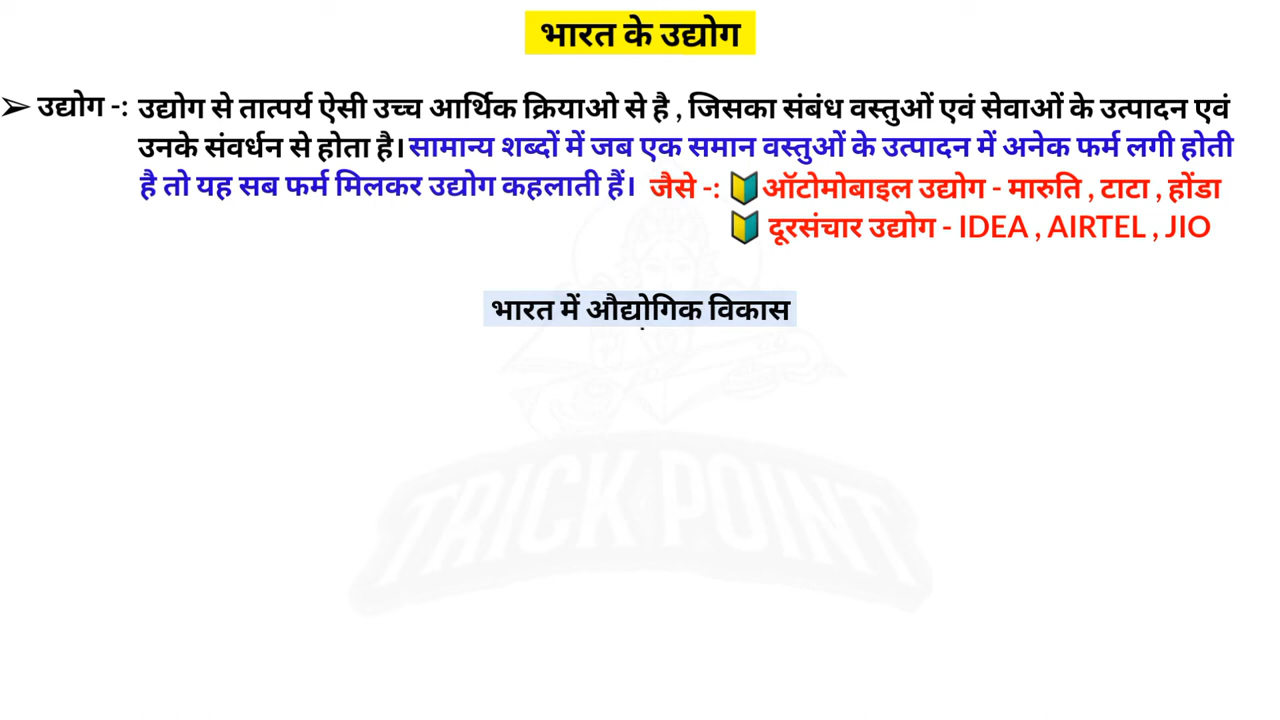 भारत के उद्योग
➢ उद्योग -: उद्योग से तात्पर्य ऐसी उच्च आर्थिक क्रियाओ से है , जिसका संबंध वस्तुओं एवं सेवाओं के उत्पादन एवं
उनके संवर्धन से होता है। सामान्य शब्दों में जब एक समान वस्तुओं के उत्पादन में अनेक फर्म लगी होती
है तो यह सब फर्म मिलकर उद्योग कहलाती हैं। जैसे -: 🔰ऑटोमोबाइल उद्योग - मारुति , टाटा , होंडा
🔰 दूरसंचार उद्योग - IDEA , AIRTEL , JIO
भारत में औद्योगिक विकास
TRICK POINT